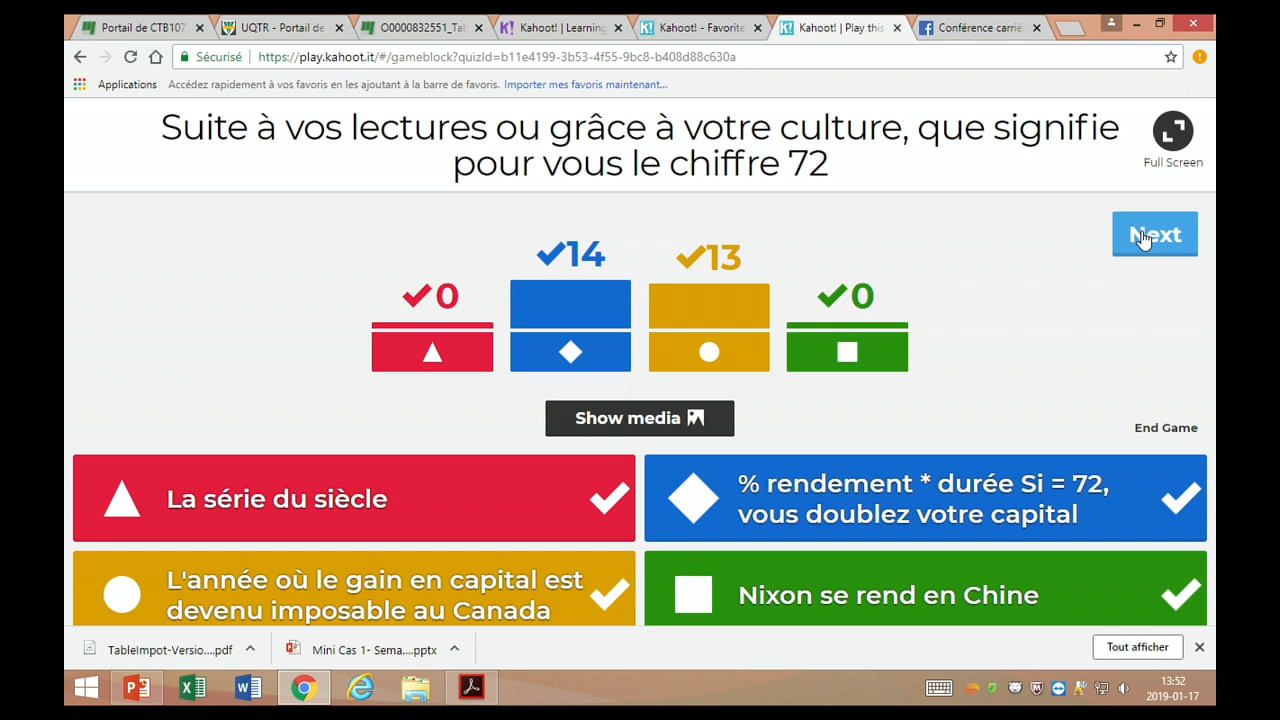 Portail de CTB107
UQTR - Portail de
O0000832551_Tab
Kahoot! | Learning
Kahoot! - Favorite
Kahoot! | Play this
Conférence carriè
Sécurisé
https://play.kahoot.it/#/gameblock?quizId=b11e4199-3b53-4f55-9bc8-b408d88c630a
Applications
Accédez rapidement à vos favoris en les ajoutant à la barre de favoris. Importer mes favoris maintenant...
Suite à vos lectures ou grâce à votre culture, que signifie
pour vous le chiffre 72
Full Screen
Next
0
14
13
0
Show media
End Game
La série du siècle
% rendement * durée Si = 72,
vous doublez votre capital
L'année où le gain en capital est
devenu imposable au Canada
Nixon se rend en Chine
TableImpot-Versio....pdf
Mini Cas 1- Sema....pptx
Tout afficher
13:52
2019-01-17